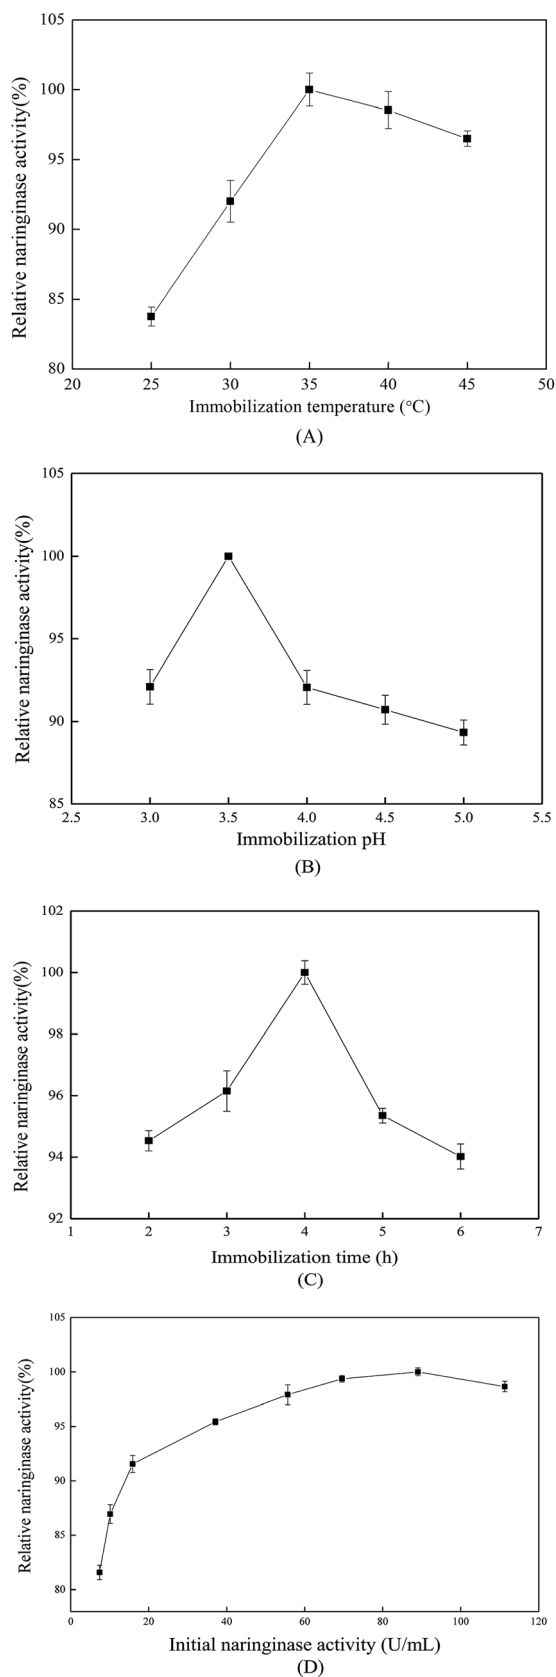 105
100
95
90
85
80
Relative naringinase activity(%)
20 25 30 35 40 45 50
Immobilization temperature (°C)
(A)
105
100
95
90
85
Relative naringinase activity(%)
2.5 3.0 3.5 4.0 4.5 5.0 5.5
Immobilization pH
(B)
102
100
98
96
94
92
Relative naringinase activity(%)
1 2 3 4 5 6 7
Immobilization time (h)
(C)
105
100
95
90
85
80
Relative naringinase activity(%)
0 20 40 60 80 100 120
Initial naringinase activity (U/mL)
(D)